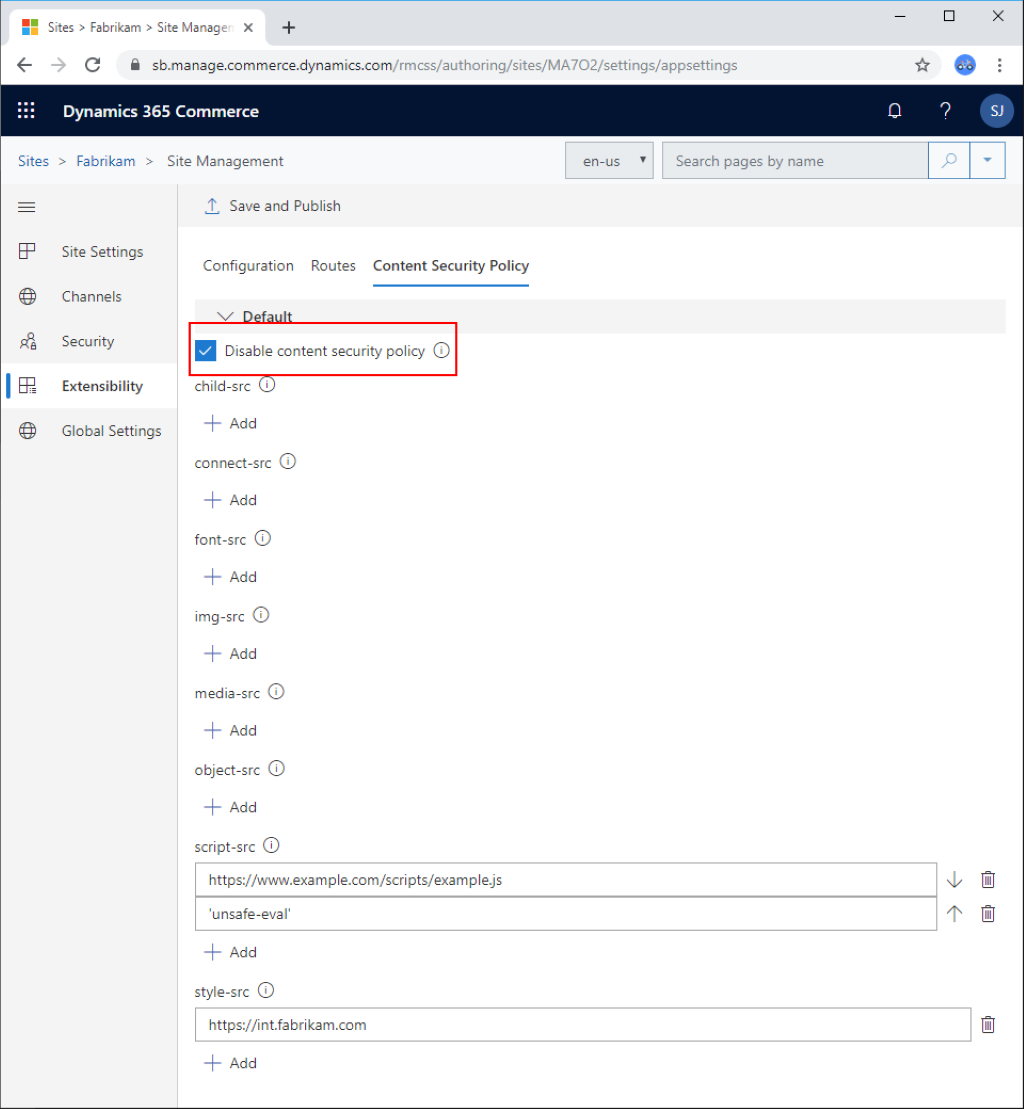 Sites > Fabrikam > Site Manager
sb.manage.commerce.dynamics.com/rmcss/authoring/sites/MA7O2/settings/appsettings
Dynamics 365 Commerce
? SJ
Sites > Fabrikam > Site Management
en-us
Search pages by name
Save and Publish
Site Settings
Channels
Security
Extensibility
Global Settings
Configuration Routes Content Security Policy
Default
Disable content security policy
child-src
Add
connect-src
Add
font-src
Add
img-src
Add
media-src
Add
object-src
Add
script-src
https://www.example.com/scripts/example.js
'unsafe-eval'
Add
style-src
https://int.fabrikam.com
Add